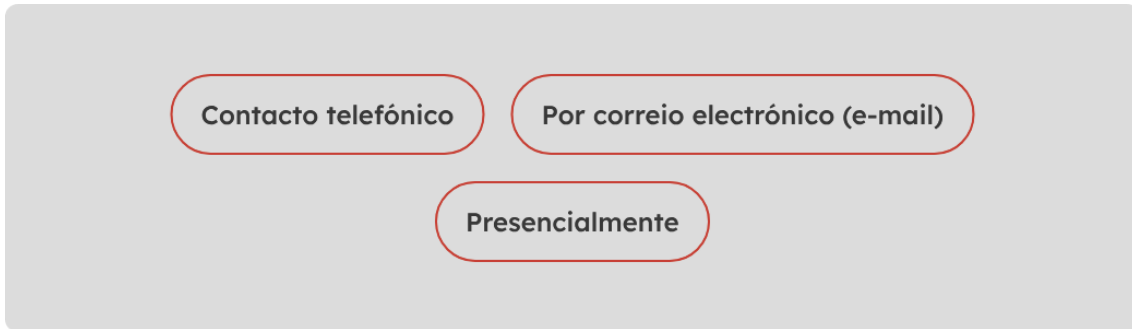 Contacto telefónico
Por correio electrónico (e-mail)
Presencialmente